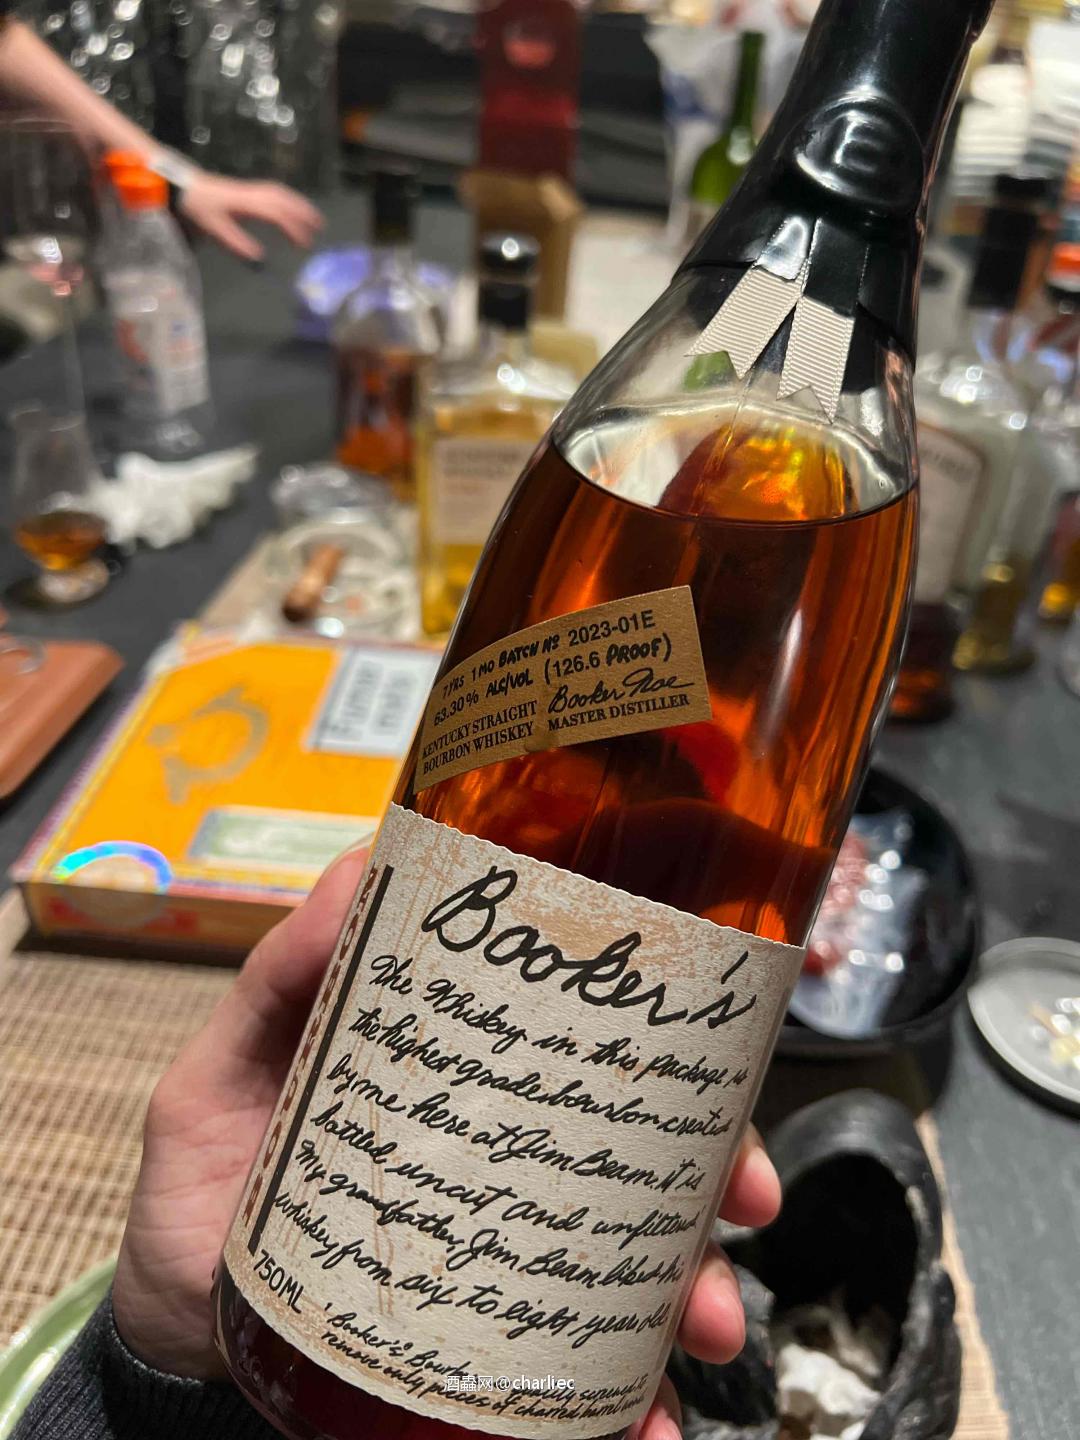 7 YRS 1 MO BATCH Nº 2023-01E
63.30% ALC/VOL (126.6 PROOF)
KENTUCKY STRAIGHT
BOURBON WHISKEY
Booker Noe
MASTER DISTILLER
Booker's
The Whiskey in this package is
the highest grade bourbon created
by me here at Jim Beam. it is
bottled uncut and unfiltered
My grandfather, Jim Beam liked his
whiskey from six to eight years old
750ML
Booker's Bourbon
remove only pieces of charred barrel wood
酒蟲网@charliec